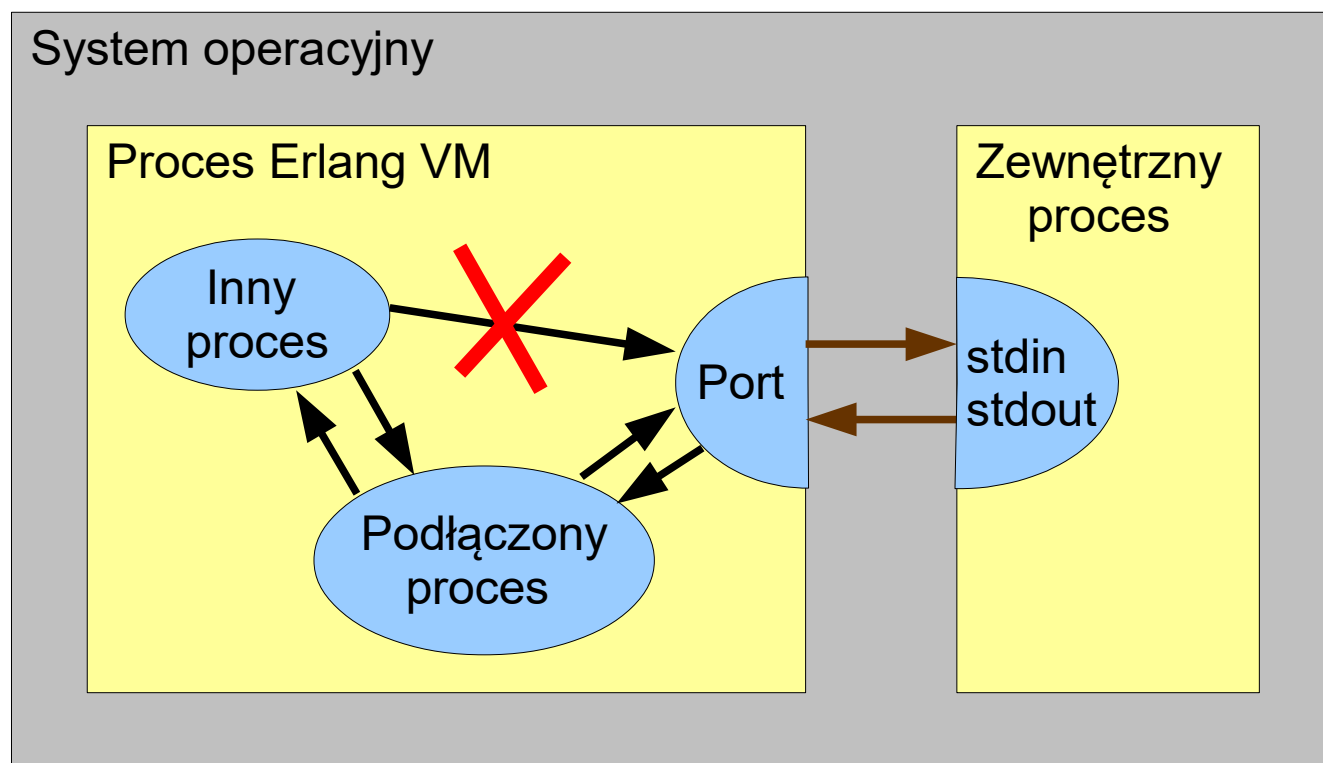 System operacyjny
Proces Erlang VM
Zewnętrzny
proces
Inny
proces
Port
stdin
stdout
Podłączony
proces